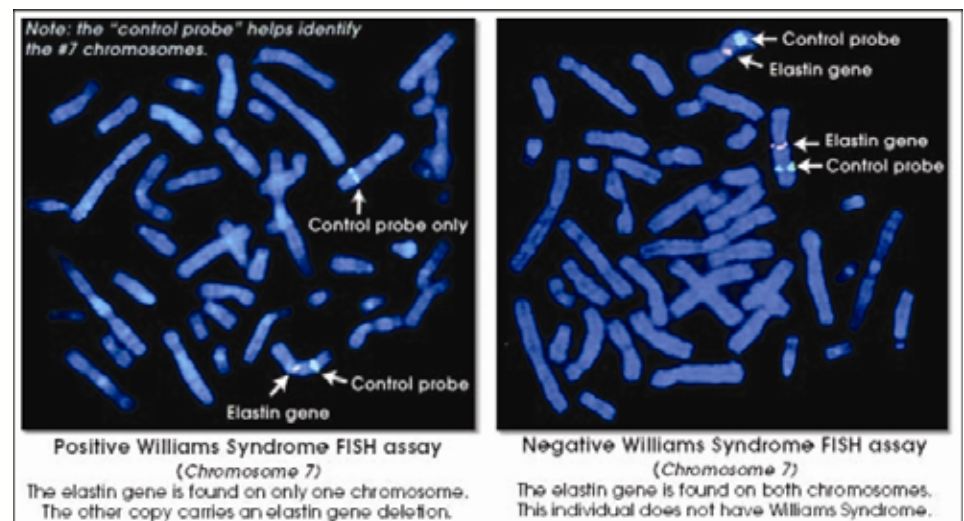 Note: the "control probe" helps identify
the #7 chromosomes.
Control probe only
Elastin gene
Control probe
Positive Williams Syndrome FISH assay
(Chromosome 7)
The elastin gene is found on only one chromosome.
The other copy carries an elastin gene deletion.
Control probe
Elastin gene
Elastin gene
Control probe
Negative Williams Syndrome FISH assay
(Chromosome 7)
The elastin gene is found on both chromosomes.
This individual does not have Williams Syndrome.